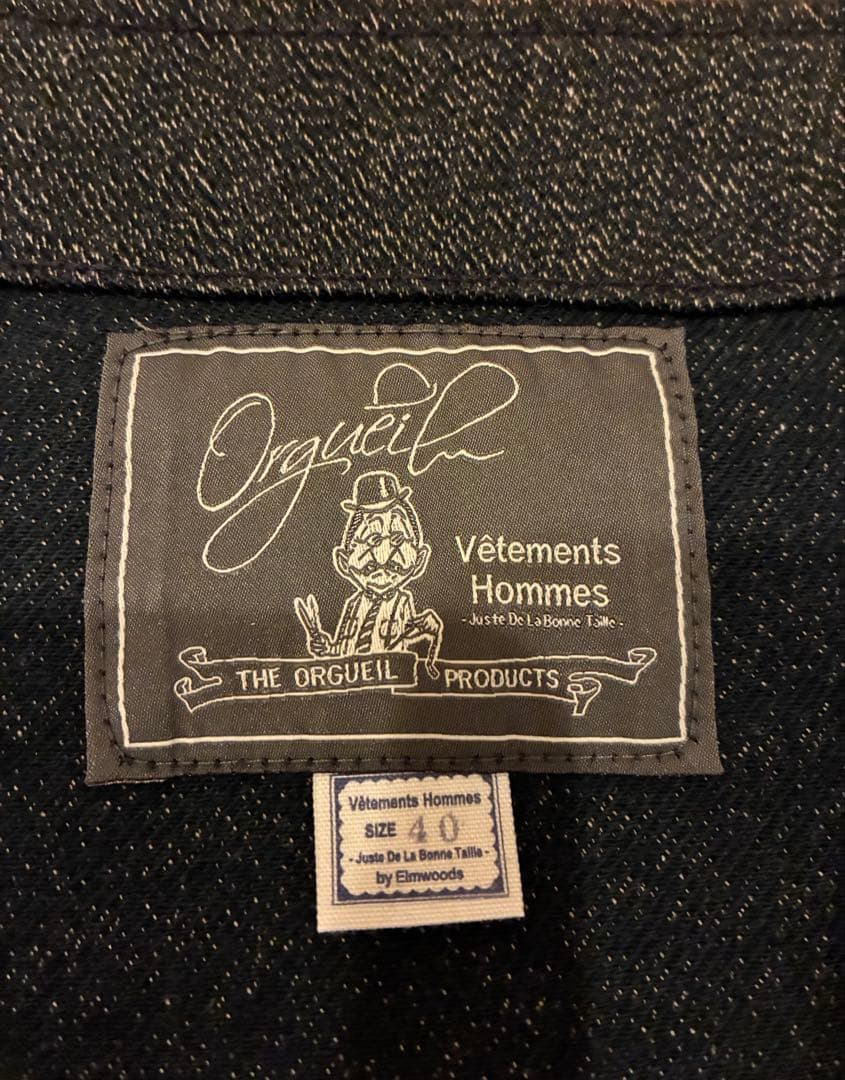 Orgueil
Vêtements
Hommes
- Juste De La Bonne Taille -
THE ORGUEIL PRODUCTS
Vêtements Hommes
SIZE 40
- Juste De La Bonne Taille -
by Elmwoods